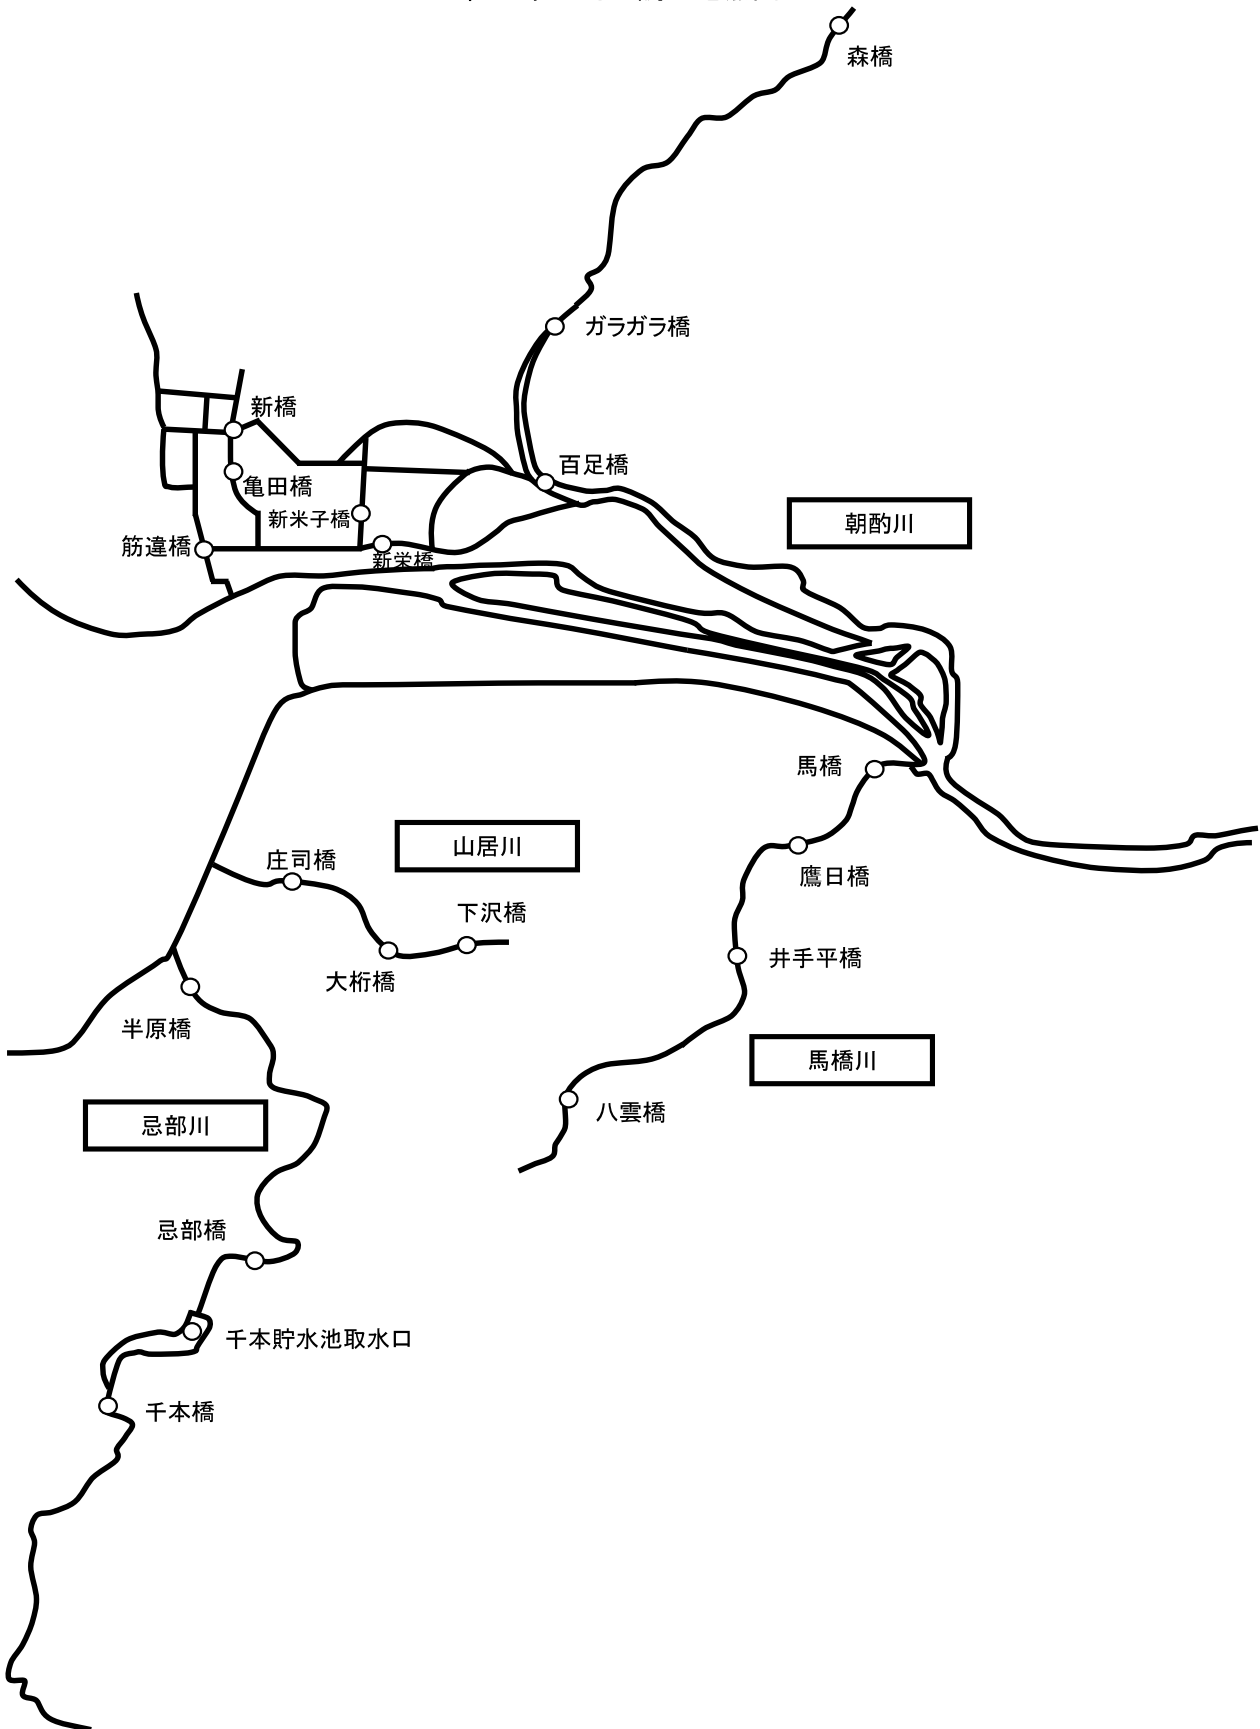 森橋
ガラガラ橋
新橋
百足橋
亀田橋
新米子橋
朝酌川
筋違橋
新栄橋
馬橋
山居川
庄司橋
鷹日橋
下沢橋
井手平橋
大桁橋
半原橋
馬橋川
八雲橋
忌部川
忌部橋
千本貯水池取水口
千本橋